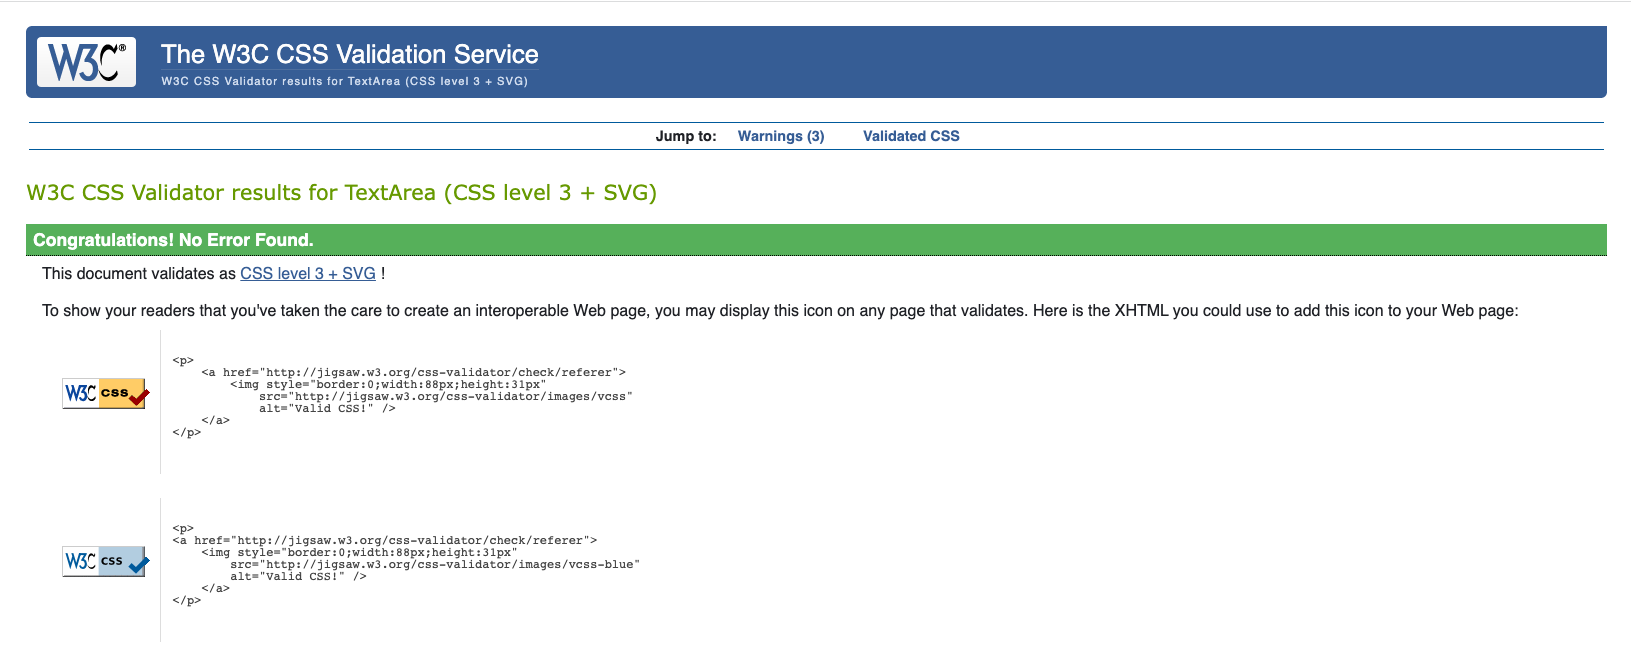 W3C®
The W3C CSS Validation Service
W3C CSS Validator results for TextArea (CSS level 3 + SVG)
Jump to: Warnings (3) Validated CSS
W3C CSS Validator results for TextArea (CSS level 3 + SVG)
Congratulations! No Error Found.
This document validates as CSS level 3 + SVG !
To show your readers that you've taken the care to create an interoperable Web page, you may display this icon on any page that validates. Here is the XHTML you could use to add this icon to your Web page:
W3C css
<p>
    <a href="http://jigsaw.w3.org/css-validator/check/referer">
        <img style="border:0;width:88px;height:31px"
            src="http://jigsaw.w3.org/css-validator/images/vcss"
            alt="Valid CSS!" />
    </a>
</p>
W3C css
<p>
<a href="http://jigsaw.w3.org/css-validator/check/referer">
    <img style="border:0;width:88px;height:31px"
        src="http://jigsaw.w3.org/css-validator/images/vcss-blue"
        alt="Valid CSS!" />
    </a>
</p>